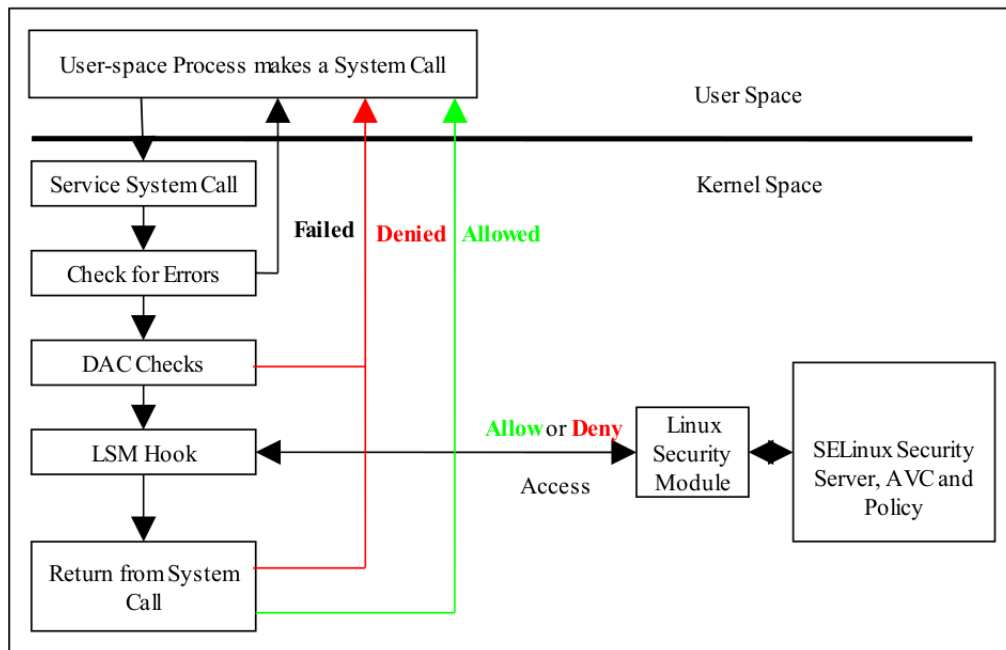 User-space Process makes a System Call
User Space
Service System Call
Kernel Space
Failed
Denied
Allowed
Check for Errors
DAC Checks
LSM Hook
Allow or Deny
Access
Linux
Security
Module
SELinux Security
Server, AVC and
Policy
Return from System
Call